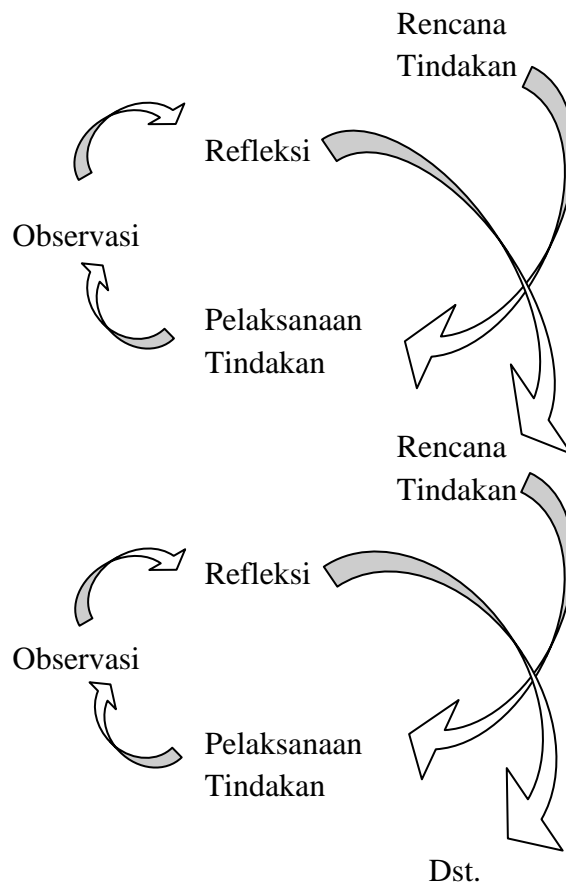 Rencana
Tindakan
Refleksi
Observasi
Pelaksanaan
Tindakan
Rencana
Tindakan
Refleksi
Observasi
Pelaksanaan
Tindakan
Dst.